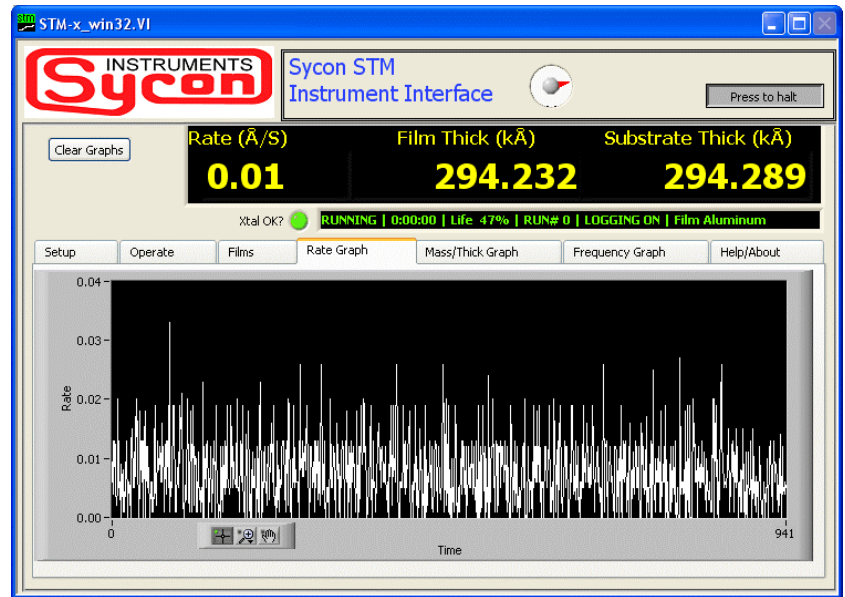 STM-x_win32.VI
INSTRUMENTS
Sycon
Sycon STM
Instrument Interface
Press to halt
Clear Graphs
Rate (Å/S) Film Thick (kÅ) Substrate Thick (kÅ)
0.01 294.232 294.289
Xtal OK? RUNNING | 0:00:00 | Life 47% | RUN# 0 | LOGGING ON | Film Aluminum
Setup Operate Films Rate Graph Mass/Thick Graph Frequency Graph Help/About
0.04
0.03
Rate
0.02
0.01
0.00
0 941
Time